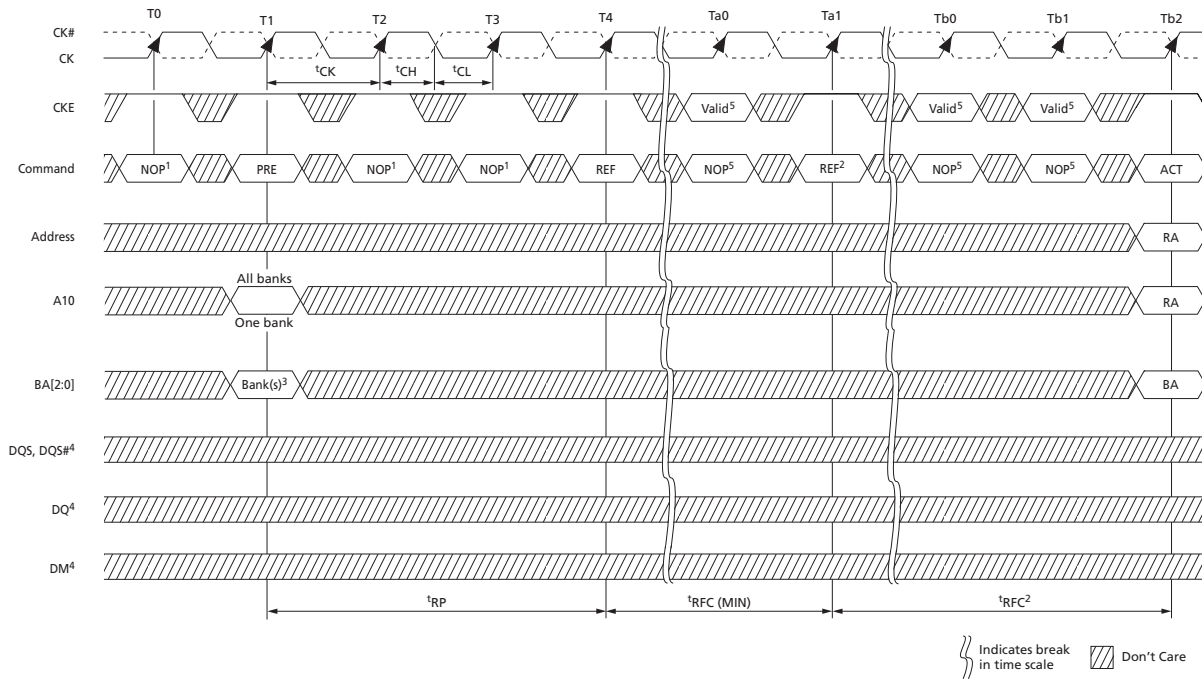 T0 T1 T2 T3 T4 Ta0 Ta1 Tb0 Tb1 Tb2
CK#
CK
tCK tCH tCL
CKE Valid5 Valid5 Valid5
Command NOP1 PRE NOP1 NOP1 REF NOP5 REF2 NOP5 NOP5 ACT
Address RA
All banks
A10 RA
One bank
BA[2:0] Bank(s)3 BA
DQS, DQS#4
DQ4
DM4
tRP tRFC (MIN) tRFC2
Indicates break
in time scale
Don't Care